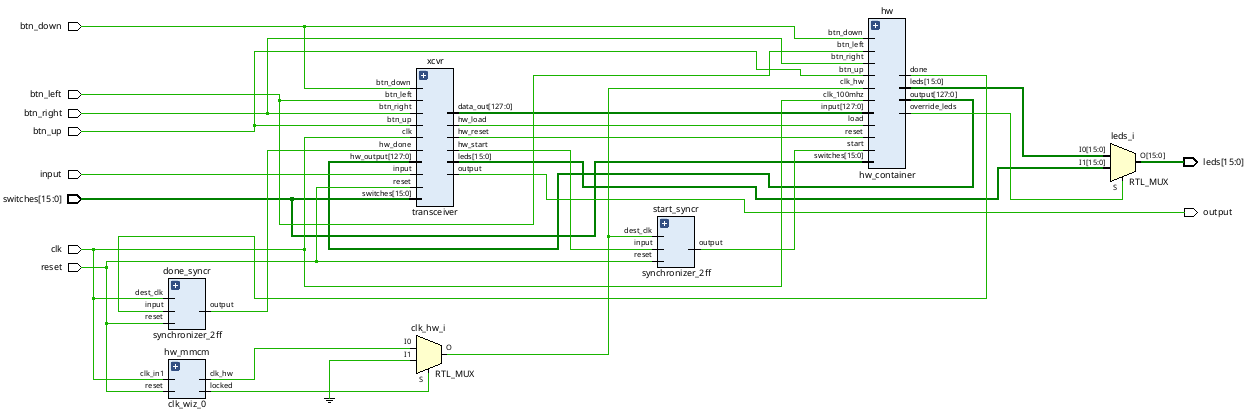 btn_down
btn_left
btn_right
btn_up
input
switches[15:0]
clk
reset
xcvr
btn_down
btn_left
btn_right
btn_up
clk
hw_done
hw_output[127:0]
input
reset
switches[15:0]
data_out[127:0]
hw_load
hw_reset
hw_start
leds[15:0]
output
transceiver
hw
btn_down
btn_left
btn_right
btn_up
clk_hw
clk_100mhz
input[127:0]
load
reset
start
switches[15:0]
done
leds[15:0]
output[127:0]
override_leds
hw_container
leds_i
I0[15:0]
I1[15:0]
S
O[15:0]
RTL_MUX
leds[15:0]
output
start_syncr
dest_clk
input
reset
output
synchronizer_2ff
done_syncr
dest_clk
input
reset
output
synchronizer_2ff
hw_mmcm
clk_in1
reset
clk_hw
locked
clk_wiz_0
clk_hw_i
I0
I1
S
O
RTL_MUX